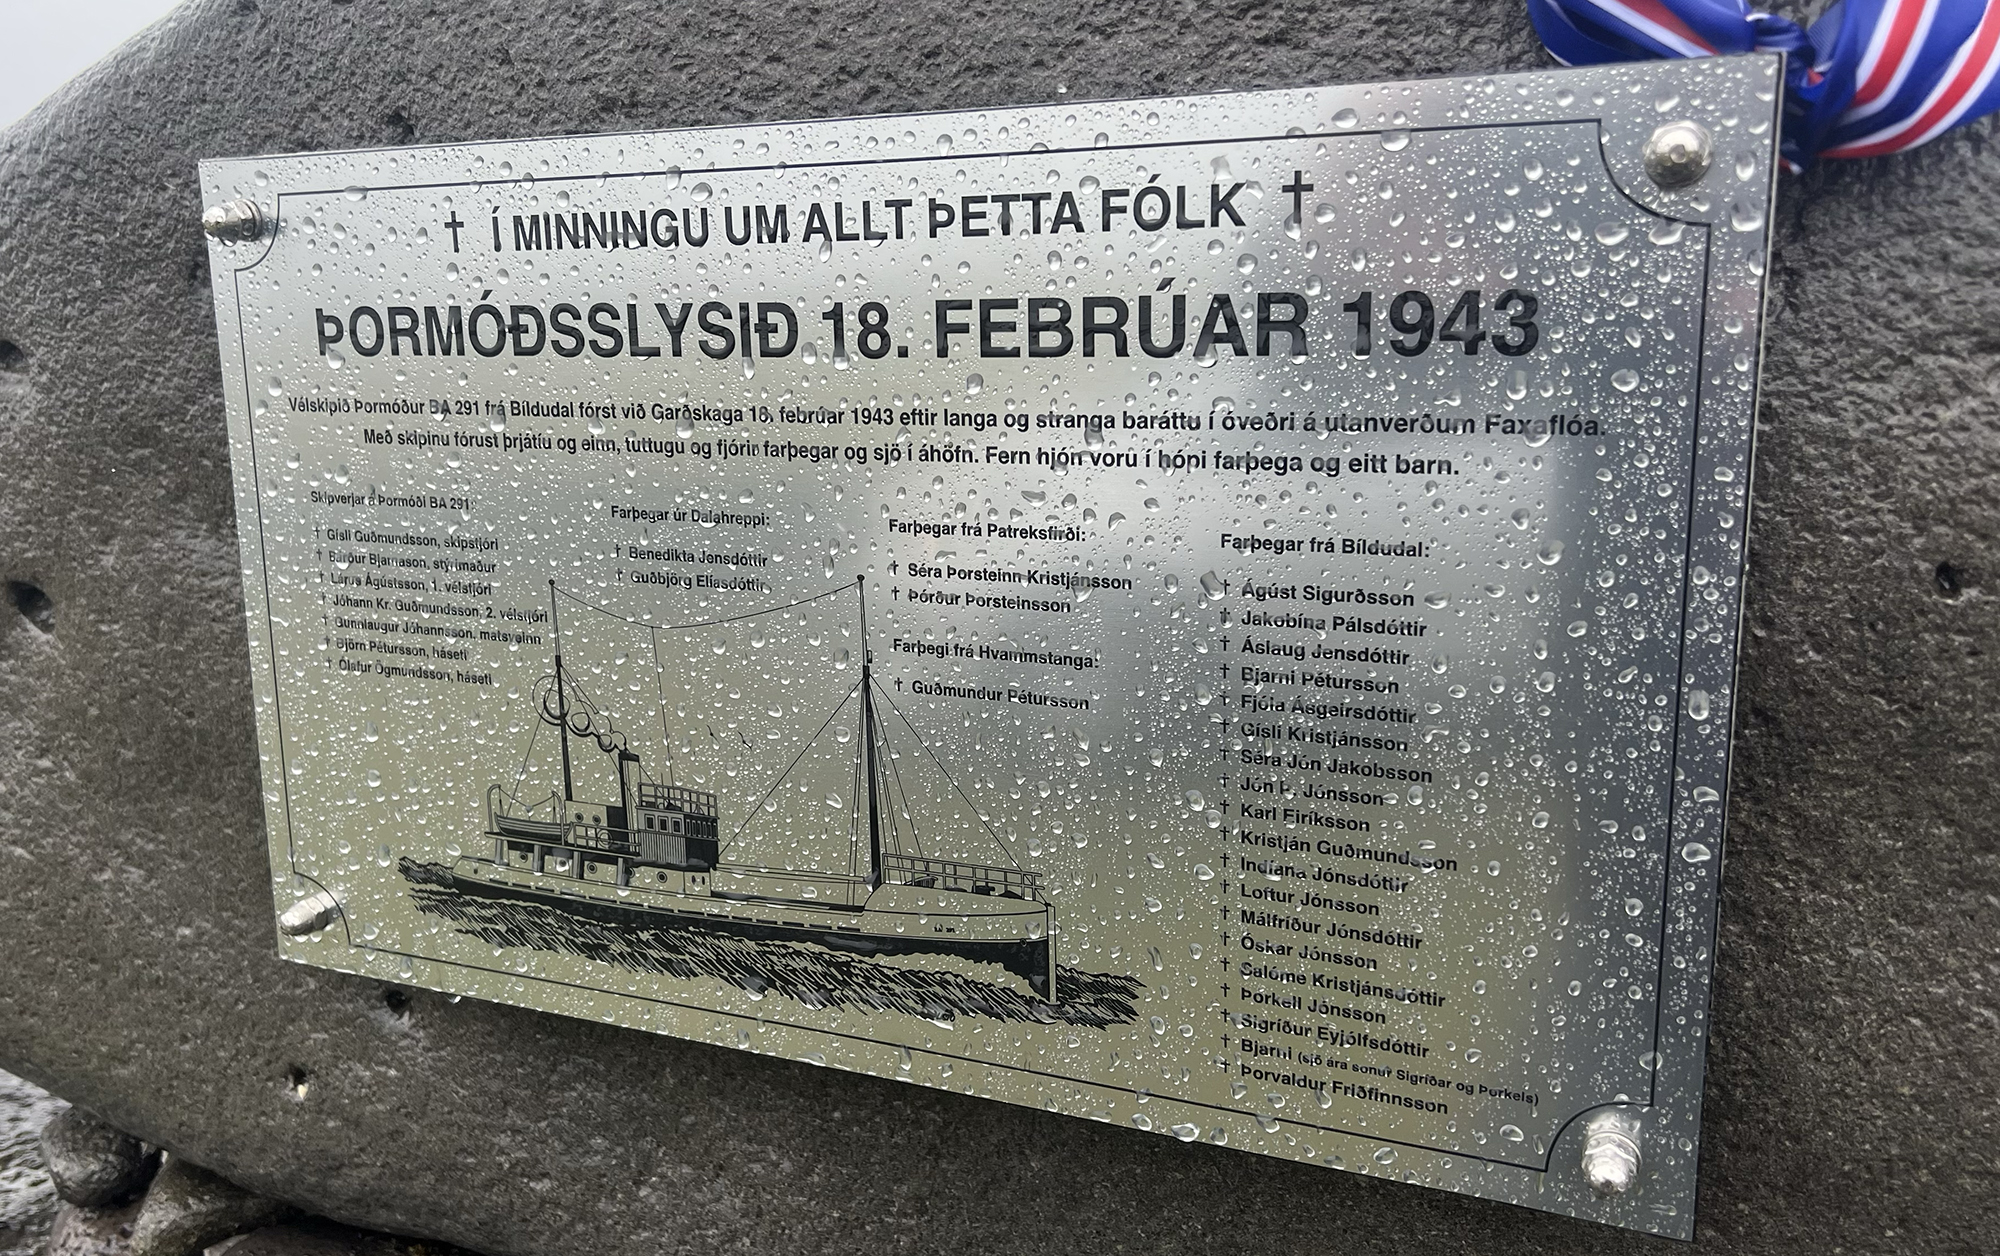 † Í MINNINGU UM ALLT ÞETTA FÓLK †
ÞORMÓÐSSLYSIÐ 18. FEBRÚAR 1943
Vélskipið Þormóður BA 291 frá Bíldudal fórst við Garðskaga 18. febrúar 1943 eftir langa og stranga baráttu í óveðri á utanverðum Faxaflóa.
Með skipinu fórust þrjátíu og einn, tuttugu og fjórir farþegar og sjö í áhöfn. Fern hjón voru í hópi farþega og eitt barn.
Skipverjar á Þormóði BA 291:
† Gísli Guðmundsson, skipstjóri
† Bárður Bjarnason, stýrimaður
† Lárus Ágústsson, 1. vélstjóri
† Jóhann Kr. Guðmundsson, 2. vélstjóri
† Gunnlaugur Jóhannsson, matsveinn
† Björn Pétursson, háseti
† Ólafur Ögmundsson, háseti
Farþegar úr Dalahreppi:
† Benedikta Jensdóttir
† Guðbjörg Elíasdóttir
Farþegar frá Patreksfirði:
† Séra Þorsteinn Kristjánsson
† Þórður Þorsteinsson
Farþegi frá Hvammstanga:
† Guðmundur Pétursson
Farþegar frá Bíldudal:
† Ágúst Sigurðsson
† Jakobína Pálsdóttir
† Áslaug Jensdóttir
† Bjarni Pétursson
† Fjóla Ásgeirsdóttir
† Gísli Kristjánsson
† Séra Jón Jakobsson
† Jón Þ. Jónsson
† Karl Eiríksson
† Kristján Guðmundsson
† Indíana Jónsdóttir
† Loftur Jónsson
† Málfríður Jónsdóttir
† Óskar Jónsson
† Salóme Kristjánsdóttir
† Þorkell Jónsson
† Sigríður Eyjólfsdóttir
† Bjarni (sjö ára sonur Sigríðar og Þorkels)
† Þorvaldur Friðfinnsson